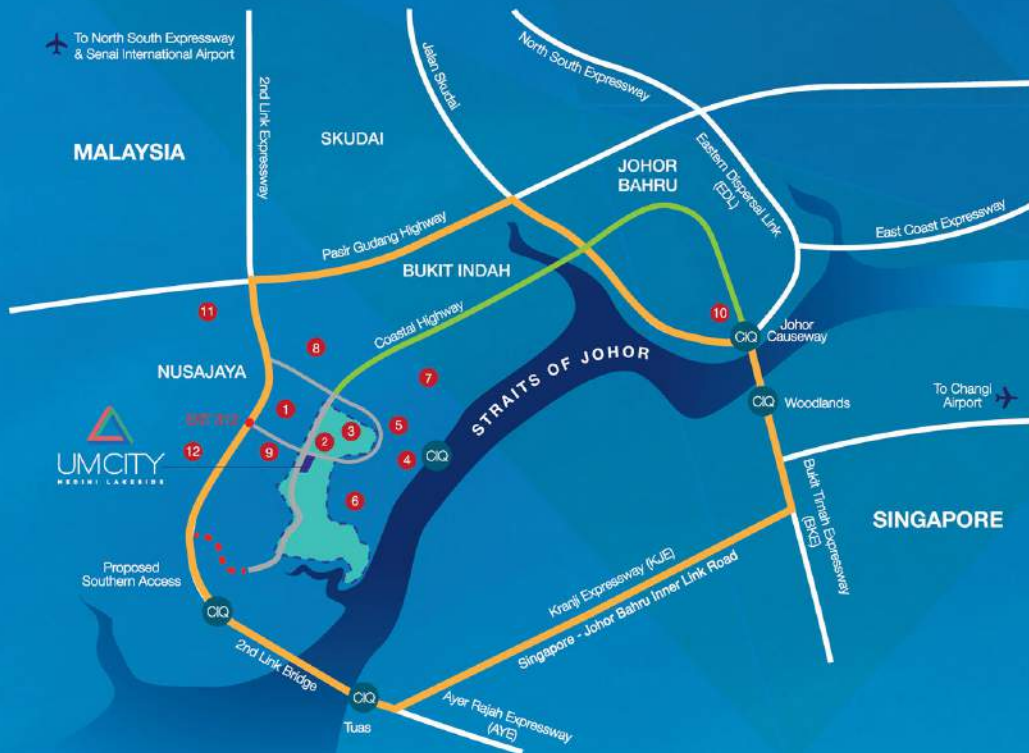 To North South Expressway
& Senai International Airport
2nd Link Expressway
Jalan Skudai
North South Expressway
MALAYSIA
SKUDAI
JOHOR
BAHRU
Eastern Dispersal Link
(EDL)
East Coast Expressway
Pasir Gudang Highway
BUKIT INDAH
Coastal Highway
11
10
CIQ
Johor
Causeway
8
STRAITS OF JOHOR
NUSAJAYA
7
To Changi
Airport
CIQ
Woodlands
1
5
2
3
4
CIQ
12
9
UMCITY
MEDINI LAKESIDE
6
Bukit Timah Expressway
(BKE)
SINGAPORE
Proposed
Southern Access
CIQ
Kranji Expressway (KJE)
Singapore - Johor Bahru Inner Link Road
2nd Link Bridge
CIQ
Tuas
Ayer Rajah Expressway
(AYE)